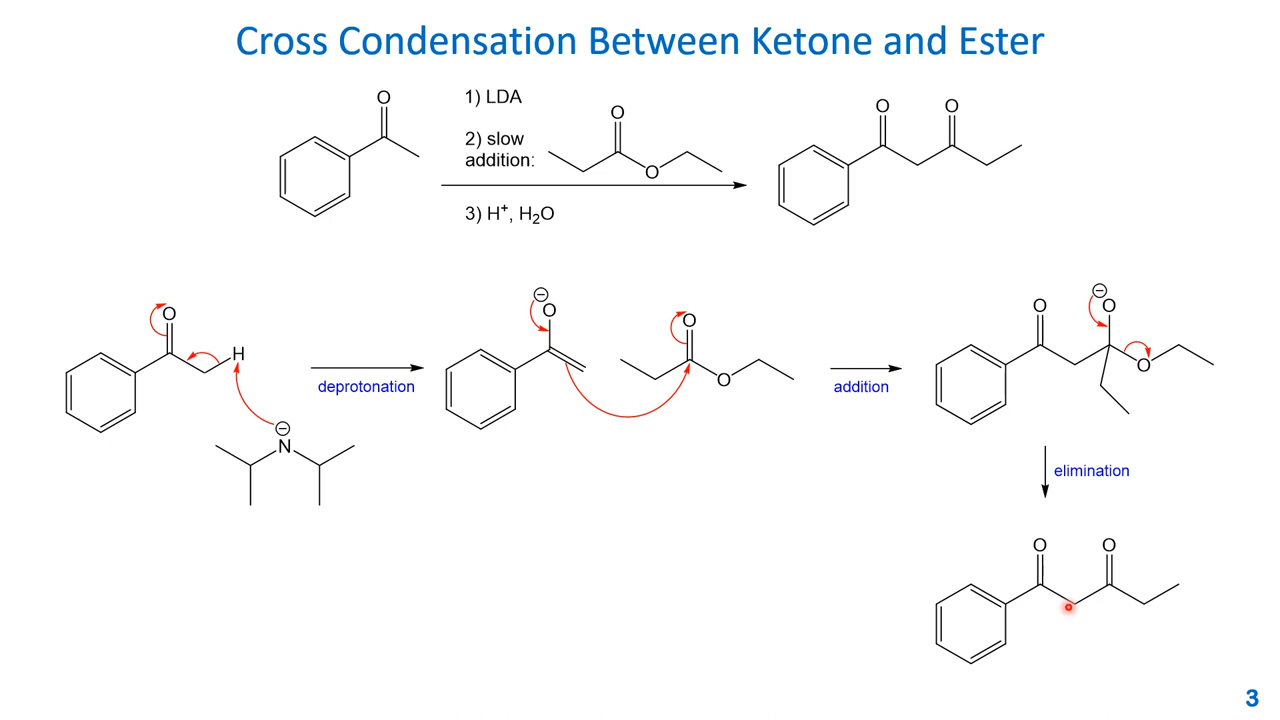 Cross Condensation Between Ketone and Ester
O
1) LDA
2) slow
addition:
O
O
3) H⁺, H₂O
O
O
O
H
⊖
N
deprotonation
⊖
O
O
O
addition
O
⊖
O
O
elimination
O
O
3